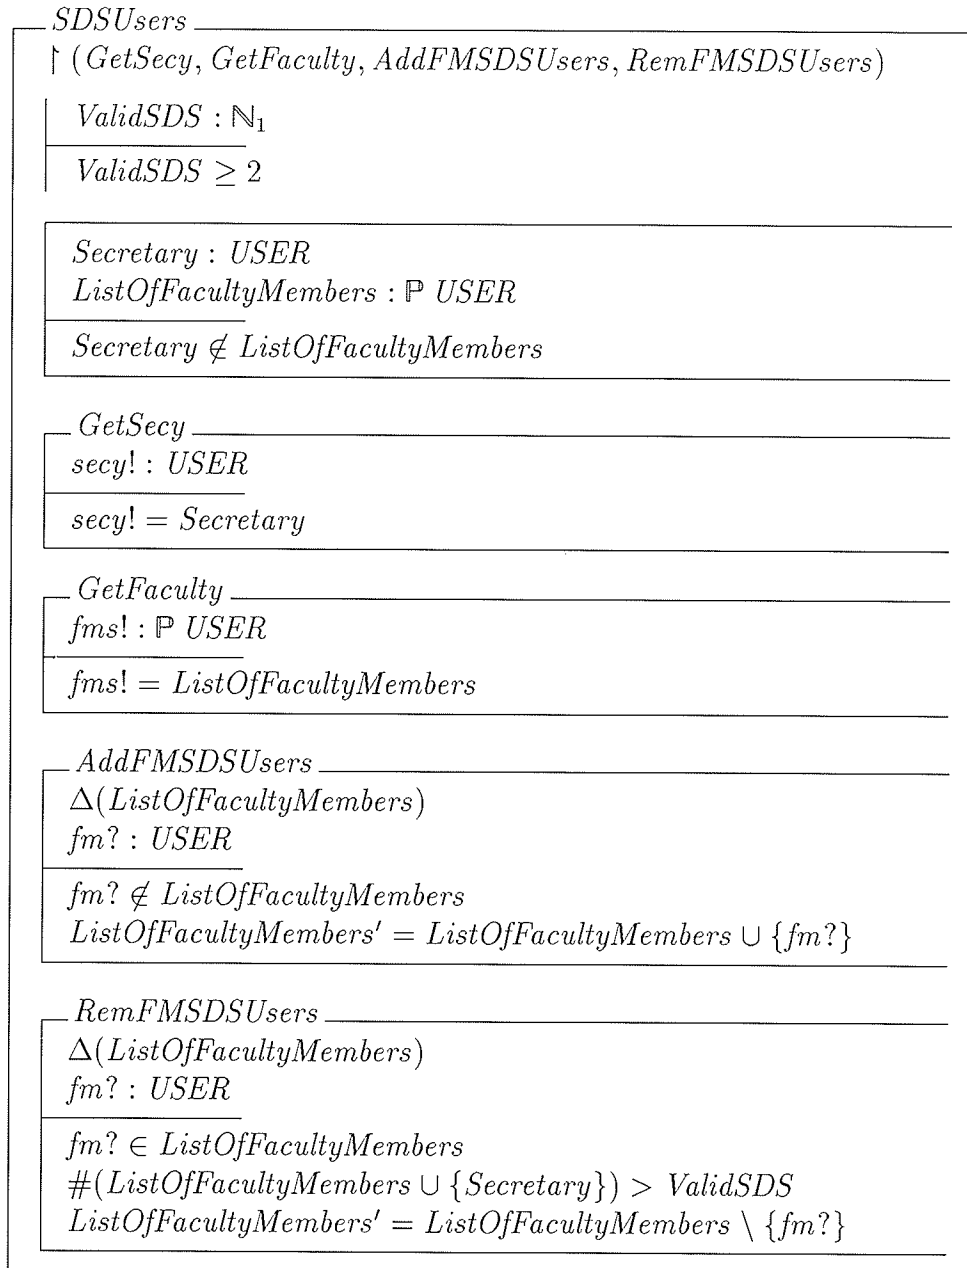 SDSUsers
↾ (GetSecy, GetFaculty, AddFMSDSUsers, RemFMSDSUsers)
ValidSDS : ℕ₁
ValidSDS ≥ 2
Secretary : USER
ListOfFacultyMembers : ℙ USER
Secretary ∉ ListOfFacultyMembers
GetSecy
secy! : USER
secy! = Secretary
GetFaculty
fms! : ℙ USER
fms! = ListOfFacultyMembers
AddFMSDSUsers
Δ(ListOfFacultyMembers)
fm? : USER
fm? ∉ ListOfFacultyMembers
ListOfFacultyMembers′ = ListOfFacultyMembers ∪ {fm?}
RemFMSDSUsers
Δ(ListOfFacultyMembers)
fm? : USER
fm? ∈ ListOfFacultyMembers
#(ListOfFacultyMembers ∪ {Secretary}) > ValidSDS
ListOfFacultyMembers′ = ListOfFacultyMembers \ {fm?}